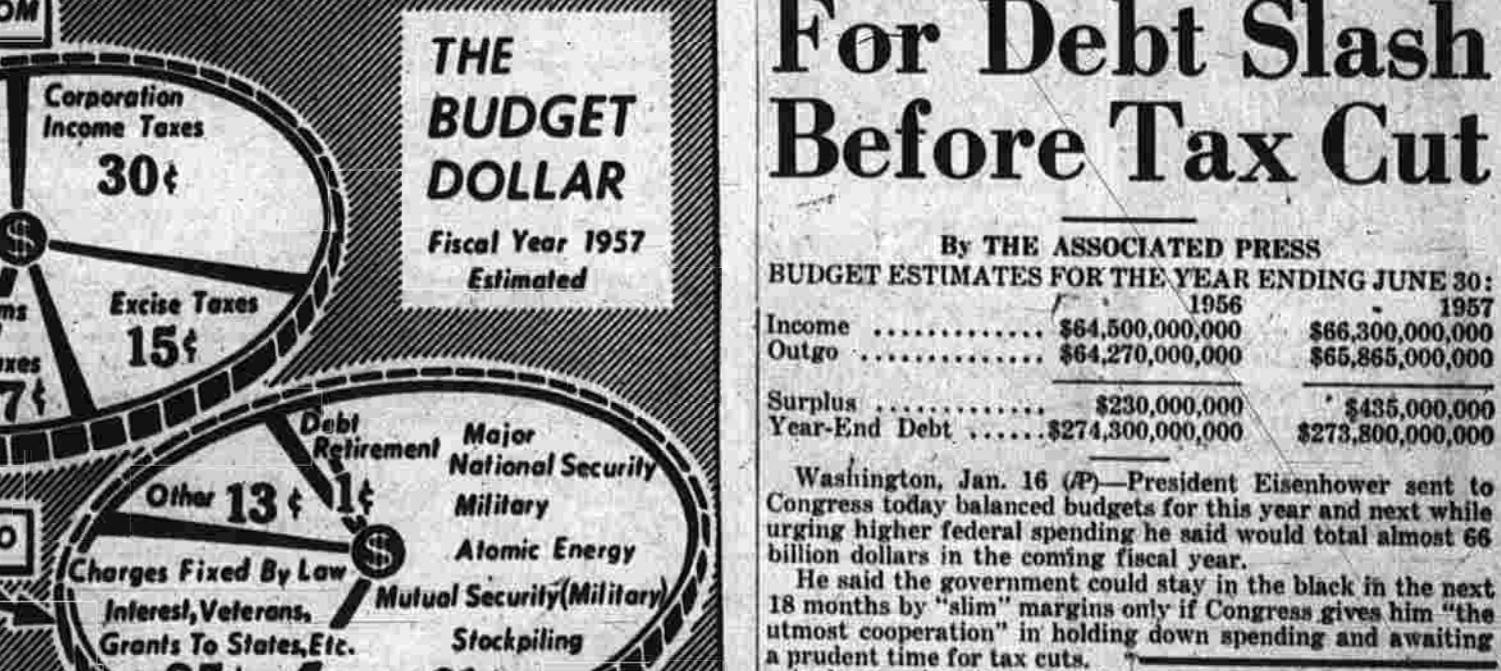 OM
Corporation
Income Taxes
30¢
$
Excise Taxes
15¢
ms
xes
7¢
THE
BUDGET
DOLLAR
Fiscal Year 1957
Estimated
Debt
Retirement
1¢
Other 13¢
$
Major
National Security
Military
Atomic Energy
Mutual Security(Military)
Stockpiling
O
Charges Fixed By Law
Interest, Veterans,
Grants To States, Etc.
For Debt Slash
Before Tax Cut
By THE ASSOCIATED PRESS
BUDGET ESTIMATES FOR THE YEAR ENDING JUNE 30:
1956 1957
Income ............. $64,500,000,000 $66,300,000,000
Outgo .............. $64,270,000,000 $65,865,000,000
Surplus ............. $230,000,000 $435,000,000
Year-End Debt ......$274,300,000,000 $273,800,000,000
Washington, Jan. 16 (AP)—President Eisenhower sent to
Congress today balanced budgets for this year and next while
urging higher federal spending he said would total almost 66
billion dollars in the coming fiscal year.
He said the government could stay in the black in the next
18 months by "slim" margins only if Congress gives him "the
utmost cooperation" in holding down spending and awaiting
a prudent time for tax cuts.